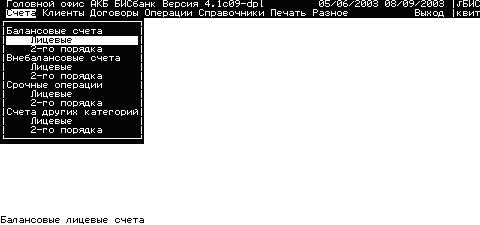 Головной офис АКБ БИСбанк Версия 4.1c09-dpl 05/06/2003 08/09/2003 |√БИС
Счета Клиенты Договоры Операции Справочники Печать Разное Выход |квит
Балансовые счета
Лицевые
2-го порядка
Внебалансовые счета
Лицевые
2-го порядка
Срочные операции
Лицевые
2-го порядка
Счета других категорий
Лицевые
2-го порядка
Балансовые лицевые счета